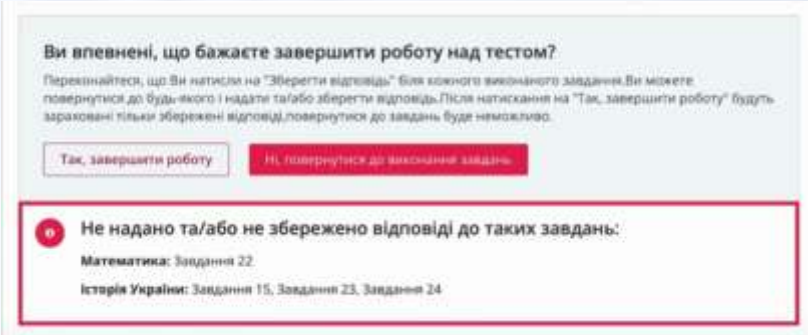 Ви впевнені, що бажаєте завершити роботу над тестом?
Переконайтеся, що Ви натисли на "Зберегти відповідь" біля кожного виконаного завдання.Ви можете
повернутися до будь-якого і надати та/або зберегти відповідь.Після натискання на "Так, завершити роботу" будуть
зараховані тільки збережені відповіді,повернутися до завдань буде неможливо.
Так, завершити роботу
Ні, повернутися до виконання завдань
Не надано та/або не збережено відповіді до таких завдань:
Математика: Завдання 22
Історія України: Завдання 15, Завдання 23, Завдання 24